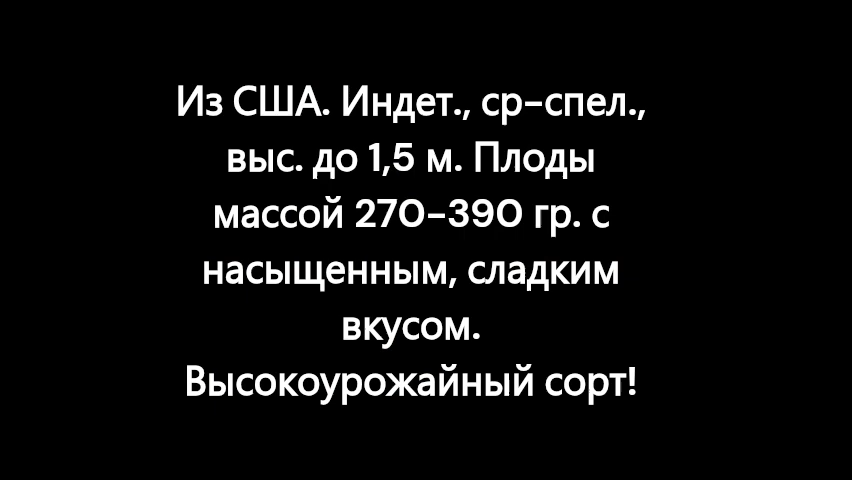 Из США. Индет., ср-спел.,
выс. до 1,5 м. Плоды
массой 270-390 гр. с
насыщенным, сладким
вкусом.
Высокоурожайный сорт!